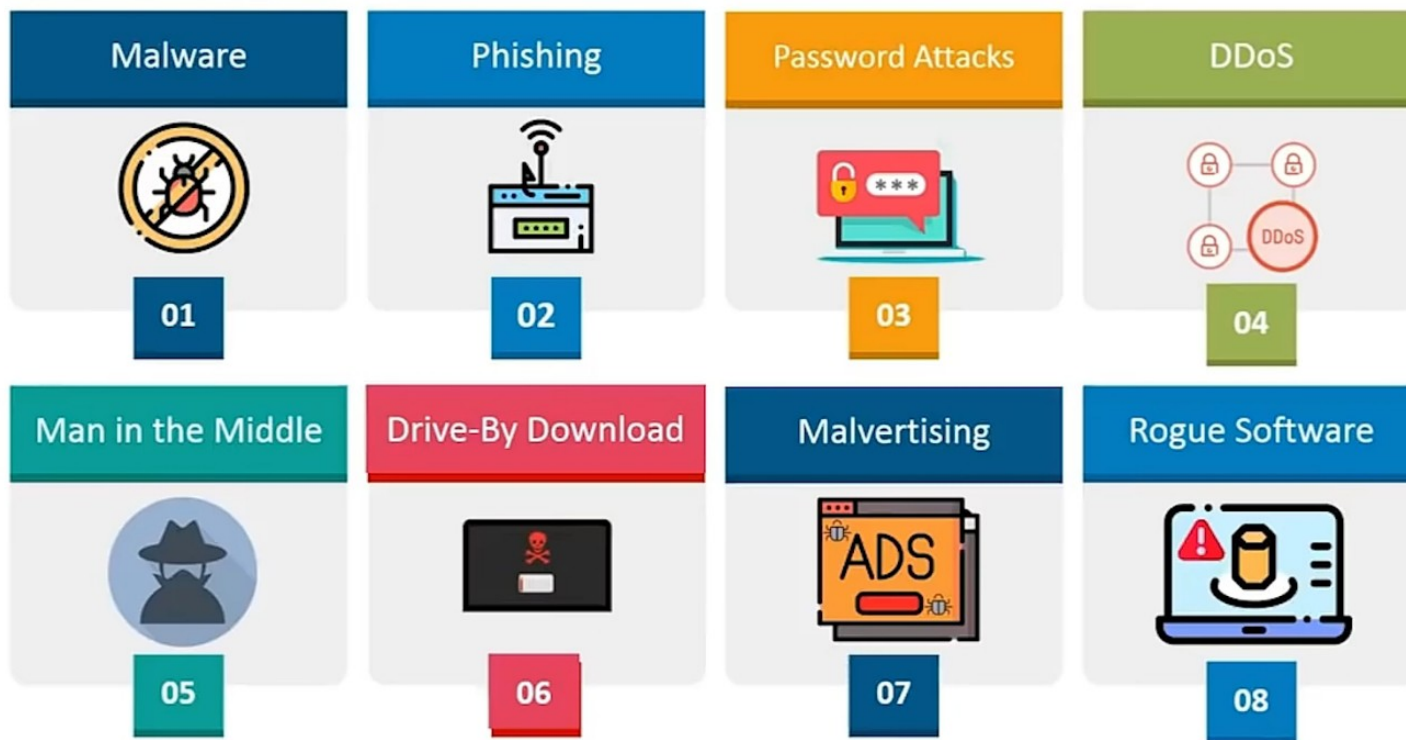 Malware
Phishing
Password Attacks
DDoS
***
DDoS
01
02
03
04
Man in the Middle
Drive-By Download
Malvertising
Rogue Software
ADS
05
06
07
08